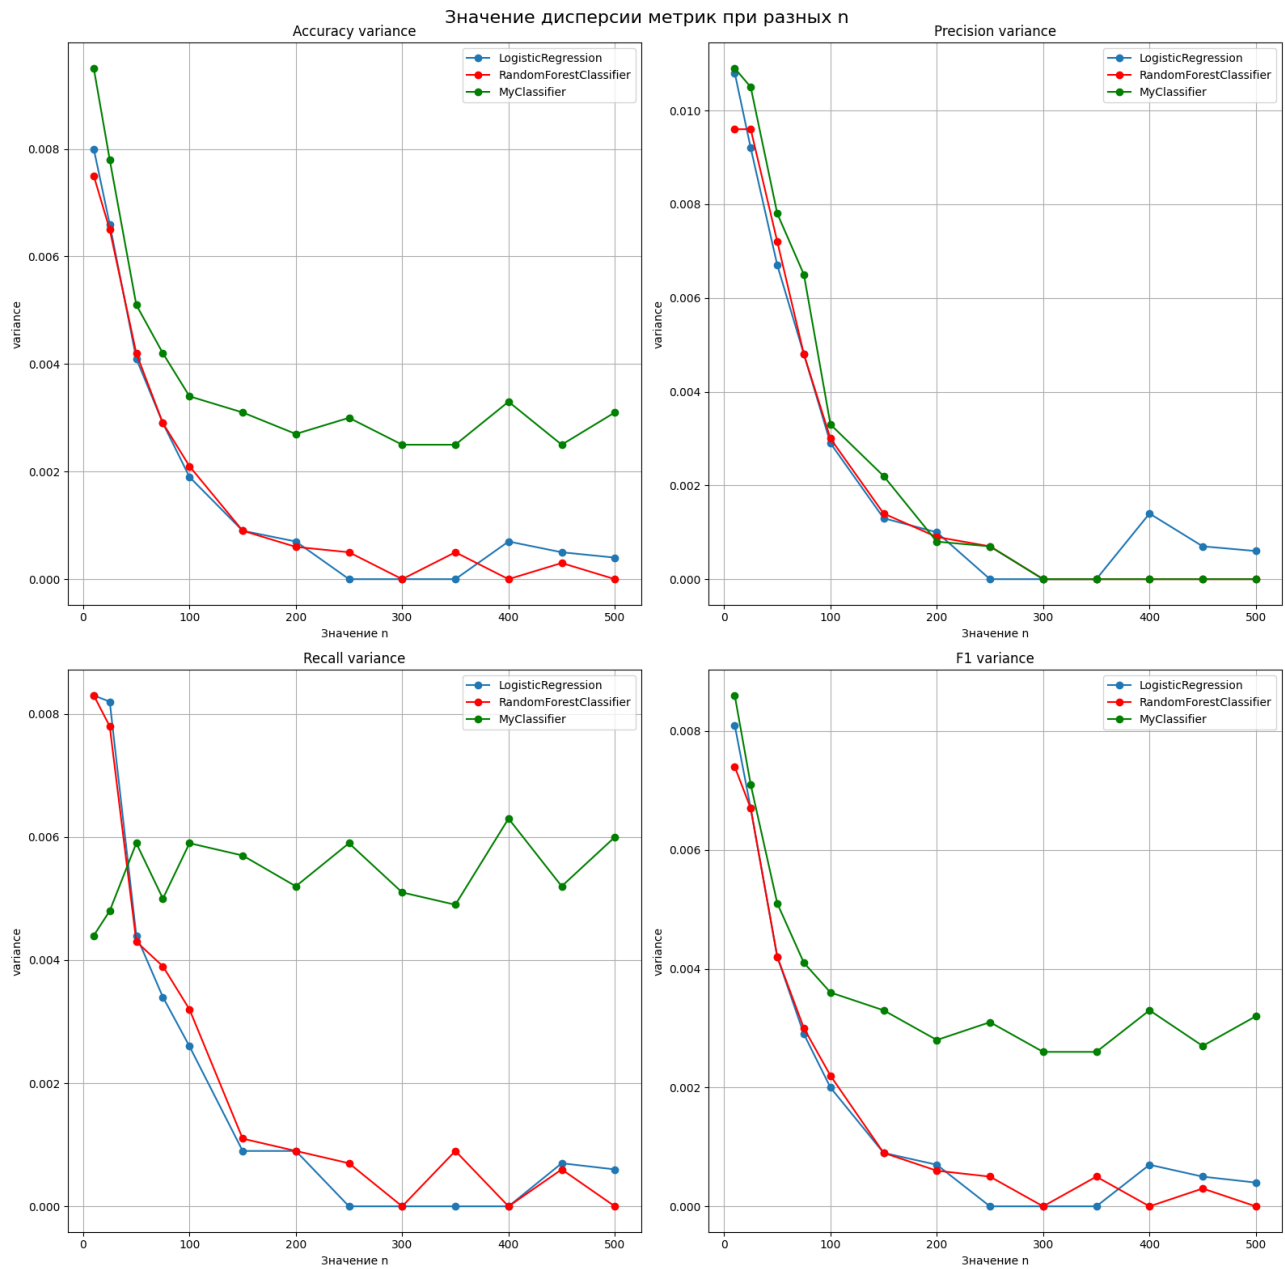 Значение дисперсии метрик при разных n
Accuracy variance
LogisticRegression
RandomForestClassifier
MyClassifier
variance
0.008
0.006
0.004
0.002
0.000
0 100 200 300 400 500
Значение n
Precision variance
LogisticRegression
RandomForestClassifier
MyClassifier
variance
0.010
0.008
0.006
0.004
0.002
0.000
0 100 200 300 400 500
Значение n
Recall variance
LogisticRegression
RandomForestClassifier
MyClassifier
variance
0.008
0.006
0.004
0.002
0.000
0 100 200 300 400 500
Значение n
F1 variance
LogisticRegression
RandomForestClassifier
MyClassifier
variance
0.008
0.006
0.004
0.002
0.000
0 100 200 300 400 500
Значение n